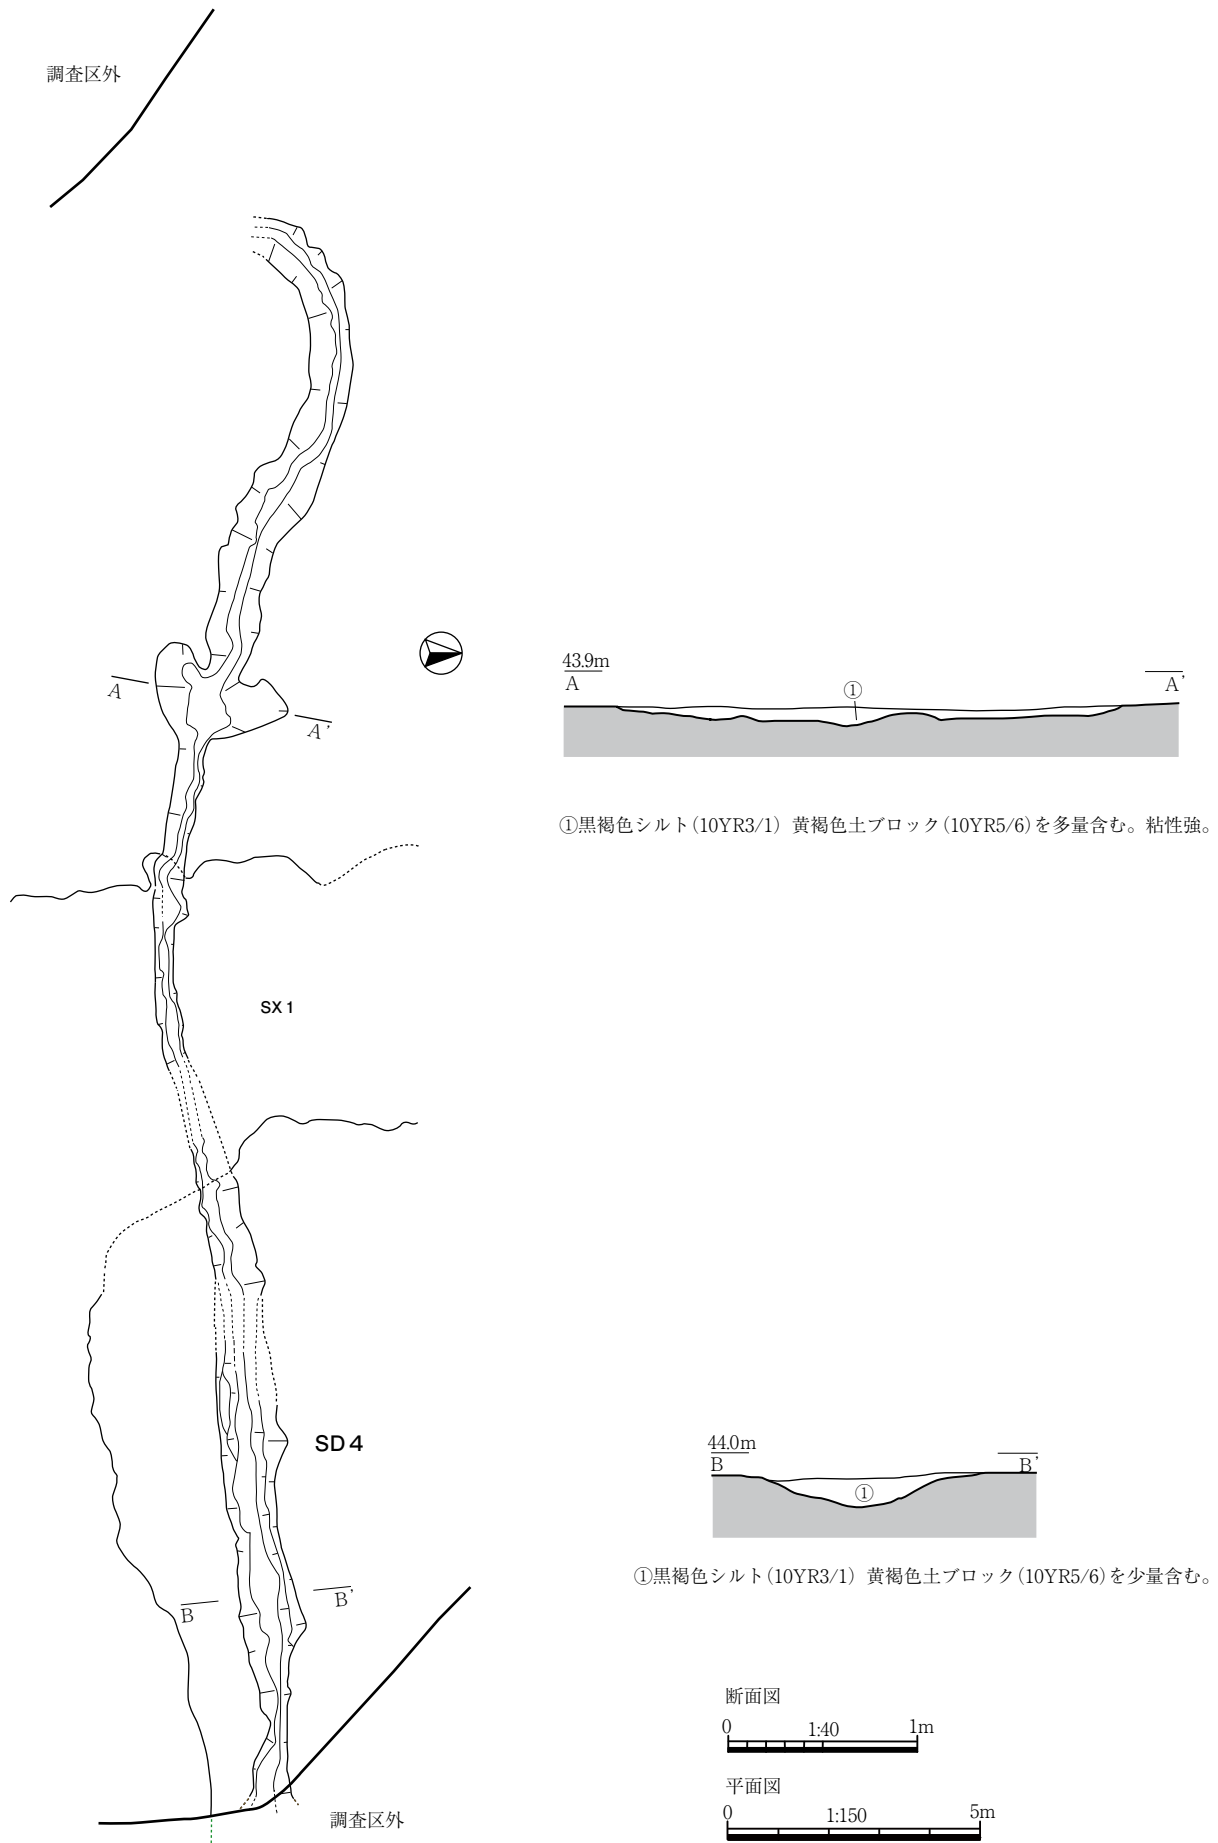 調査区外
A
A'
43.9m
A
A'
①
①黒褐色シルト(10YR3/1) 黄褐色土ブロック(10YR5/6)を多量含む。粘性強。
SX 1
SD 4
44.0m
B
B'
①
①黒褐色シルト(10YR3/1) 黄褐色土ブロック(10YR5/6)を少量含む。
B
B'
断面図
0 1:40 1m
平面図
0 1:150 5m
調査区外